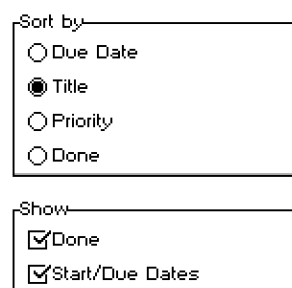 Sort by
Due Date
Title
Priority
Done
Show
Done
Start/Due Dates